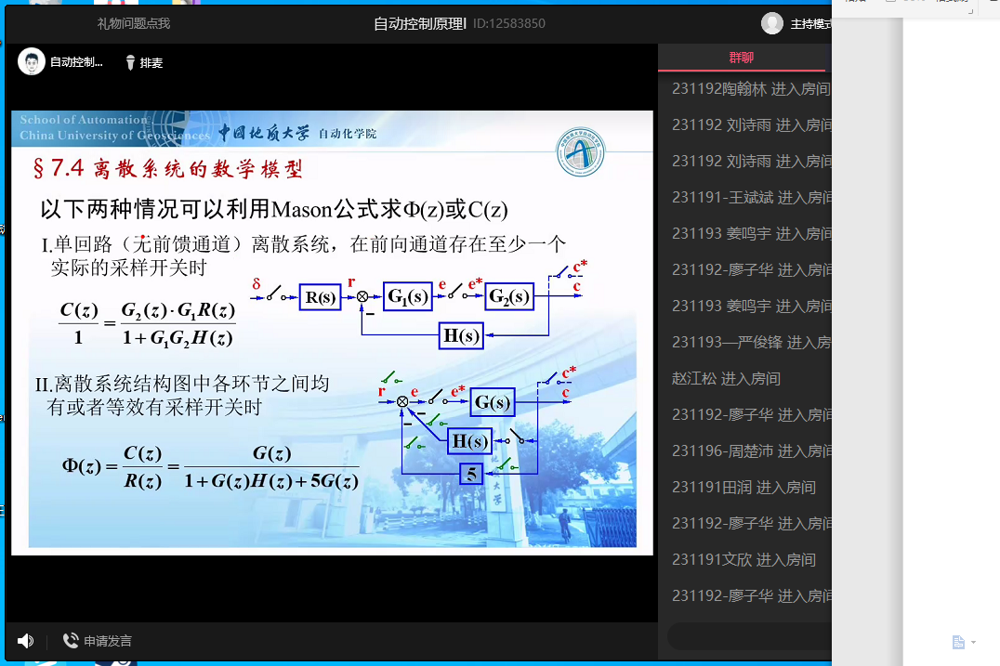 礼物问题点我
自动控制原理I ID:12583850
主持模式
自动控制...
排麦
群聊
School of Automation
China University of Geosciences
中国地质大学 自动化学院
§7.4 离散系统的数学模型
以下两种情况可以利用Mason公式求Φ(z)或C(z)
I.单回路（无前馈通道）离散系统，在前向通道存在至少一个
实际的采样开关时
δ r e e* c* c
R(s) G₁(s) G₂(s)
H(s)
C(z)/1 = G₂(z)·G₁R(z)/1+G₁G₂H(z)
II.离散系统结构图中各环节之间均
有或者等效有采样开关时
r e e* c* c
G(s)
H(s)
5
Φ(z)=C(z)/R(z)=G(z)/1+G(z)H(z)+5G(z)
231192陶翰林 进入房间
231192 刘诗雨 进入房间
231192 刘诗雨 进入房间
231191-王斌斌 进入房间
231193 姜鸣宇 进入房间
231192-廖子华 进入房间
231193 姜鸣宇 进入房间
231193—严俊锋 进入房
赵江松 进入房间
231192-廖子华 进入房间
231196-周楚沛 进入房间
231191田润 进入房间
231192-廖子华 进入房间
231191文欣 进入房间
231192-廖子华 进入房间
申请发言